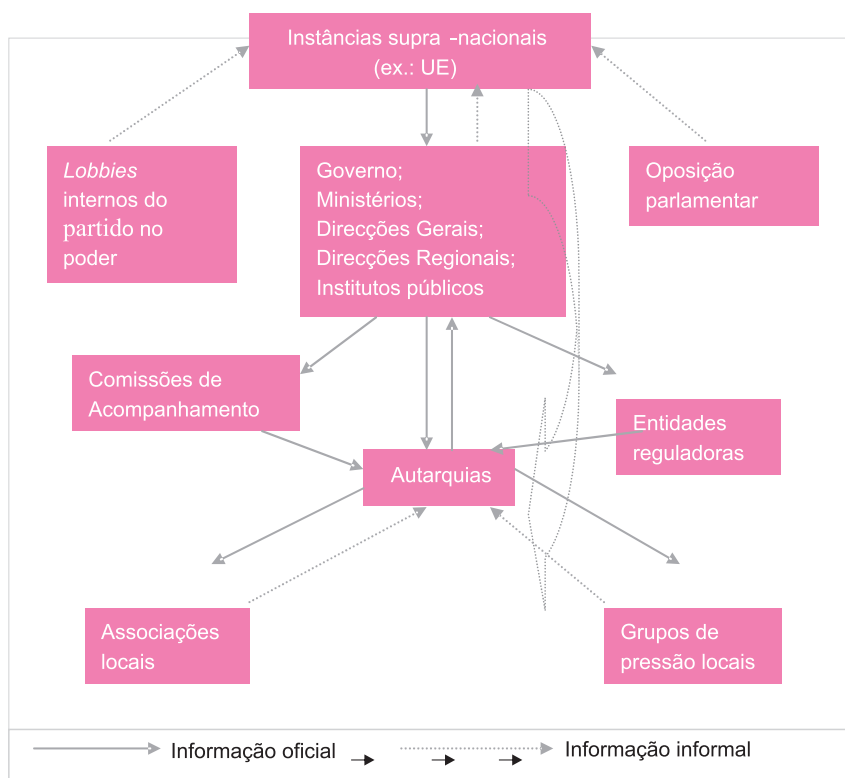 Instâncias supra -nacionais
(ex.: UE)
Lobbies
internos do
partido no
poder
Governo;
Ministérios;
Direcções Gerais;
Direcções Regionais;
Institutos públicos
Oposição
parlamentar
Comissões de
Acompanhamento
Entidades
reguladoras
Autarquias
Associações
locais
Grupos de
pressão locais
Informação oficial
Informação informal